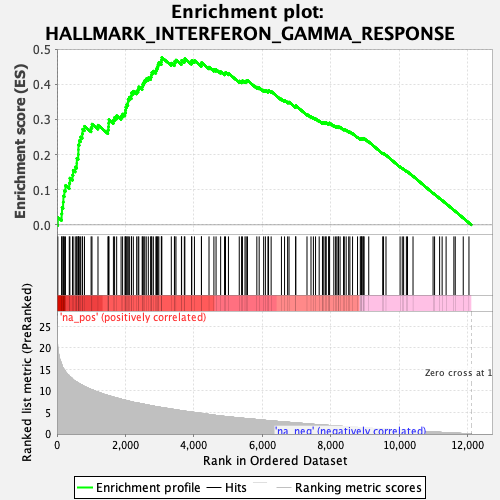 Enrichment plot:
HALLMARK_INTERFERON_GAMMA_RESPONSE
Enrichment score (ES)
0.5
0.4
0.3
0.2
0.1
0.0
'na_pos' (positively correlated)
Ranked list metric (PreRanked)
25
20
15
10
5
0
Zero cross at 1
'na_neg' (negatively correlated)
0
2,000
4,000
6,000
8,000
10,000
12,000
Rank in Ordered Dataset
Enrichment profile
Hits
Ranking metric scores